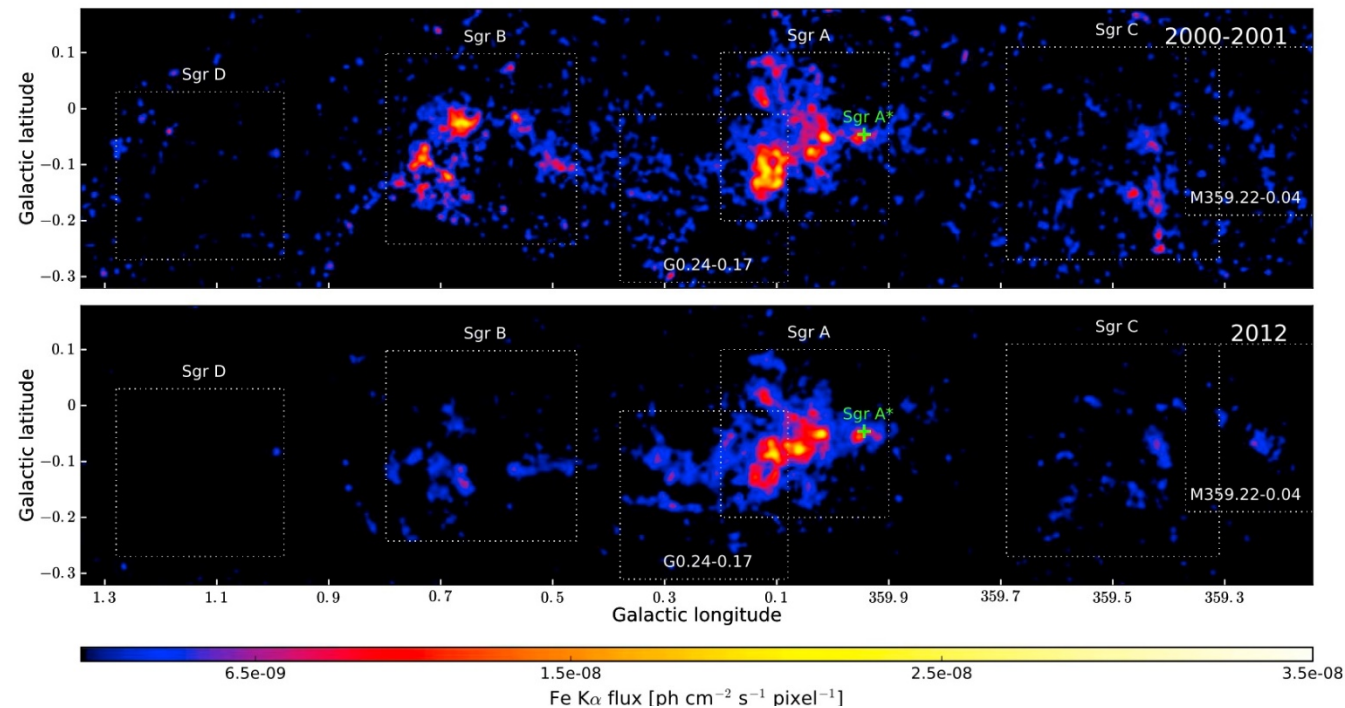 2000-2001
Sgr D
Sgr B
Sgr A
Sgr C
Sgr A*
G0.24-0.17
M359.22-0.04
Galactic latitude
0.1
0
−0.1
−0.2
−0.3
2012
Sgr D
Sgr B
Sgr A
Sgr C
Sgr A*
G0.24-0.17
M359.22-0.04
Galactic latitude
0.1
0
−0.1
−0.2
−0.3
1.3 1.1 0.9 0.7 0.5 0.3 0.1 359.9 359.7 359.5 359.3
Galactic longitude
6.5e-09 1.5e-08 2.5e-08 3.5e-08
Fe Kα flux [ph cm⁻² s⁻¹ pixel⁻¹]